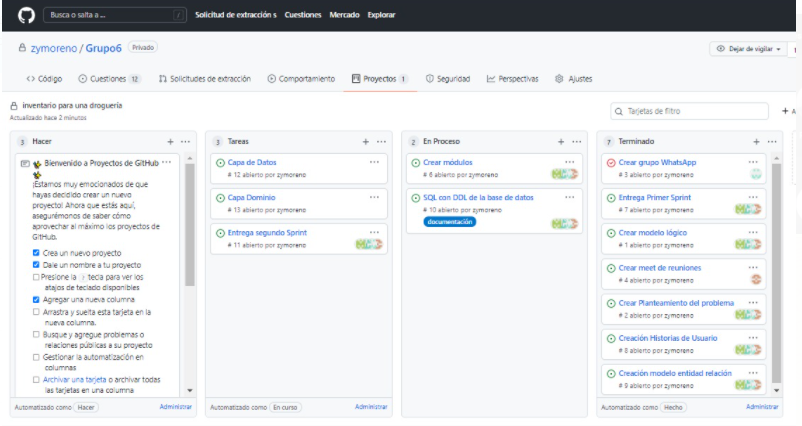 Busca o salta a ...
/
Solicitud de extracción s Cuestiones Mercado Explorar
zymoreno / Grupo6 Privado
Dejar de vigilar
Código
Cuestiones 12
Solicitudes de extracción
Comportamiento
Proyectos 1
Seguridad
Perspectivas
Ajustes
inventario para una droguería
Actualizado hace 2 minutos
Tarjetas de filtro
3 Hacer
Bienvenido a Proyectos de GitHub
¡Estamos muy emocionados de que
hayas decidido crear un nuevo
proyecto! Ahora que estás aquí,
asegurémonos de saber cómo
aprovechar al máximo los proyectos de
GitHub.
Crea un nuevo proyecto
Dale un nombre a tu proyecto
Presione la ? tecla para ver los
atajos de teclado disponibles
Agregar una nueva columna
Arrastra y suelta esta tarjeta en la
nueva columna.
Busque y agregue problemas o
relaciones públicas a su proyecto
Gestionar la automatización en
columnas
Archivar una tarjeta o archivar todas
las tarjetas en una columna
Automatizado como Hacer Administrar
3 Tareas
Capa de Datos
# 12 abierto por zymoreno
Capa Dominio
# 13 abierto por zymoreno
Entrega segundo Sprint
# 11 abierto por zymoreno
Automatizado como En curso Administrar
2 En Proceso
Crear módulos
# 6 abierto por zymoreno
SQL con DDL de la base de datos
# 10 abierto por zymoreno
documentación
7 Terminado
Crear grupo WhatsApp
# 3 abierto por zymoreno
Entrega Primer Sprint
# 7 abierto por zymoreno
Crear modelo lógico
# 1 abierto por zymoreno
Crear meet de reuniones
# 4 abierto por zymoreno
Crear Planteamiento del problema
# 2 abierto por zymoreno
Creación Historias de Usuario
# 8 abierto por zymoreno
Creación modelo entidad relación
# 9 abierto por zymoreno
Automatizado como Hecho Administrar